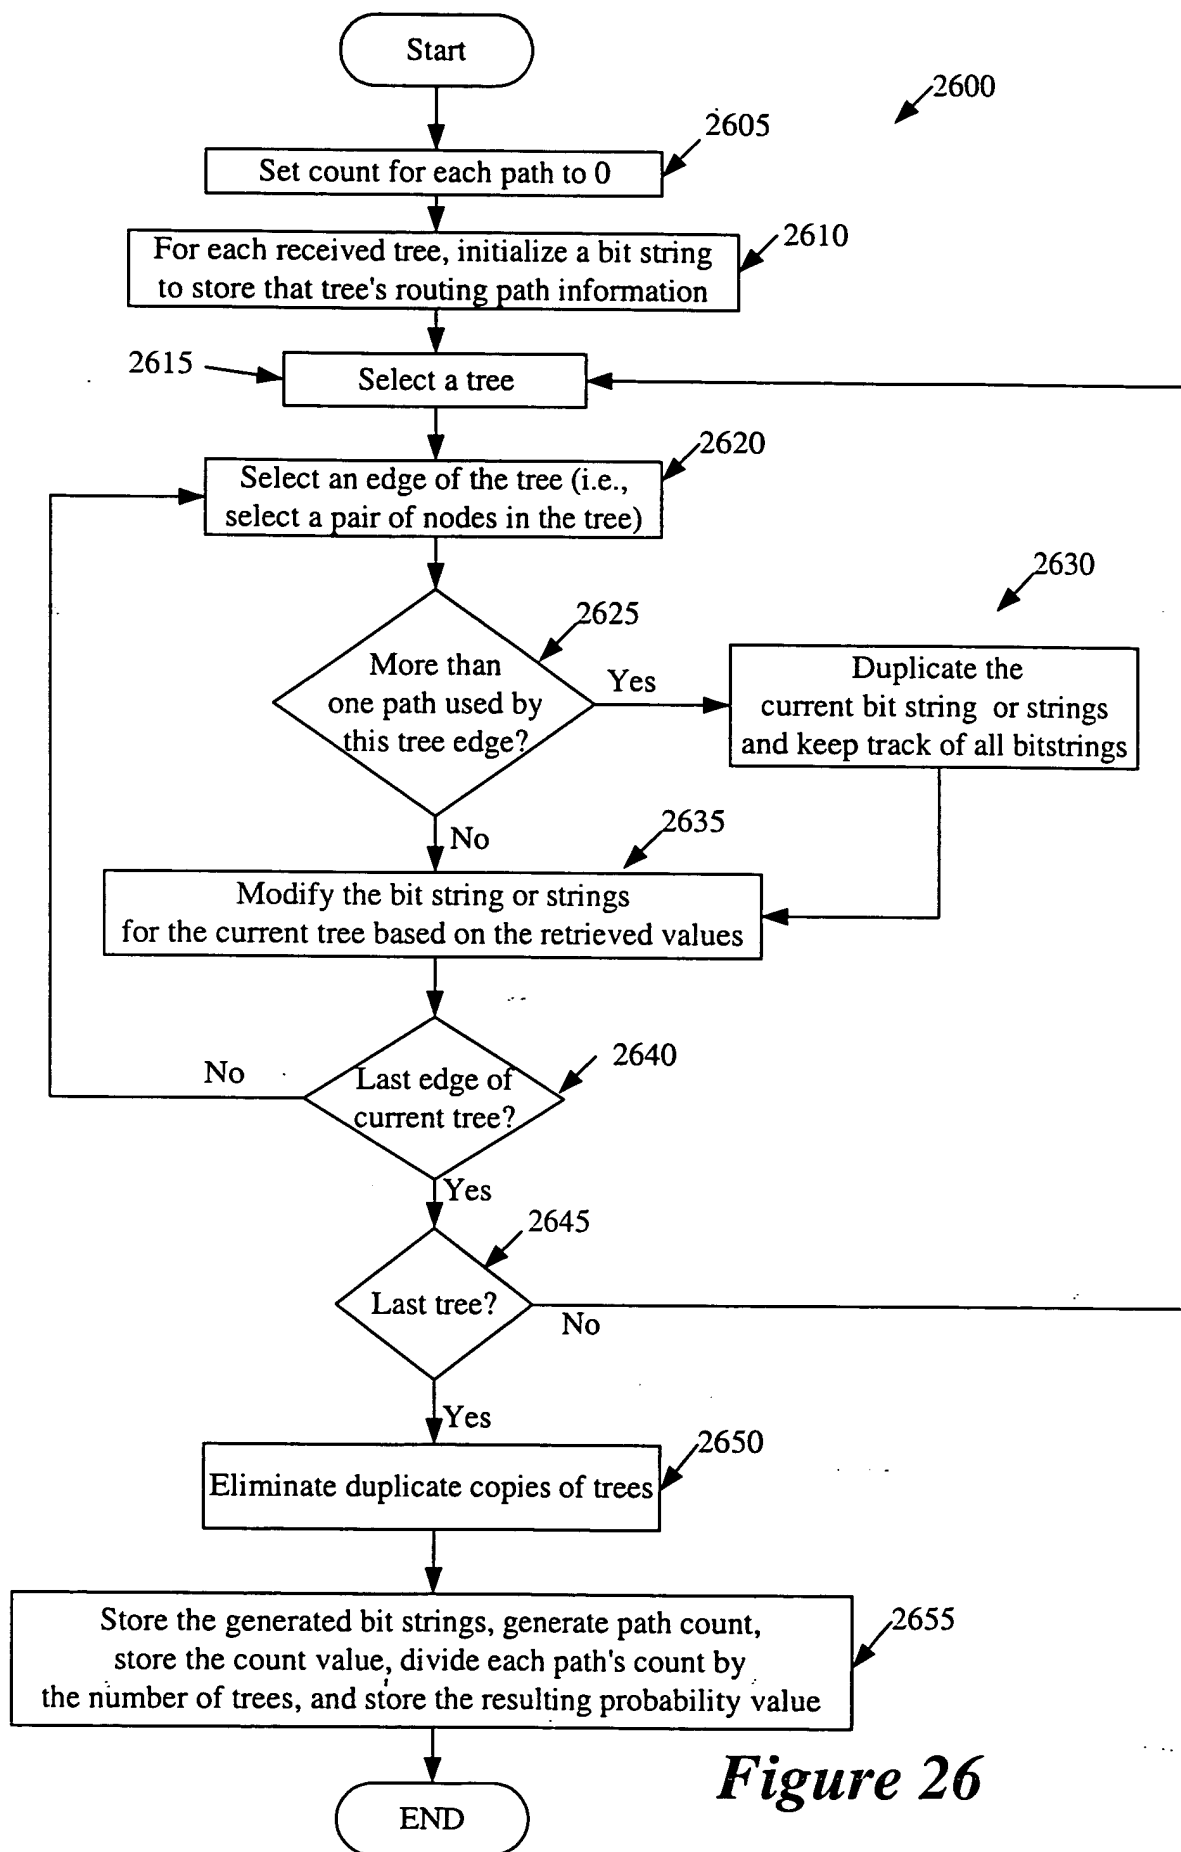 Start
2600
2605
Set count for each path to 0
2610
For each received tree, initialize a bit string
to store that tree's routing path information
2615
Select a tree
2620
Select an edge of the tree (i.e.,
select a pair of nodes in the tree)
2630
2625
More than
one path used by
this tree edge?
Yes
Duplicate the
current bit string or strings
and keep track of all bitstrings
No
2635
Modify the bit string or strings
for the current tree based on the retrieved values
2640
No
Last edge of
current tree?
Yes
2645
Last tree?
No
Yes
2650
Eliminate duplicate copies of trees
2655
Store the generated bit strings, generate path count,
store the count value, divide each path's count by
the number of trees, and store the resulting probability value
Figure 26
END